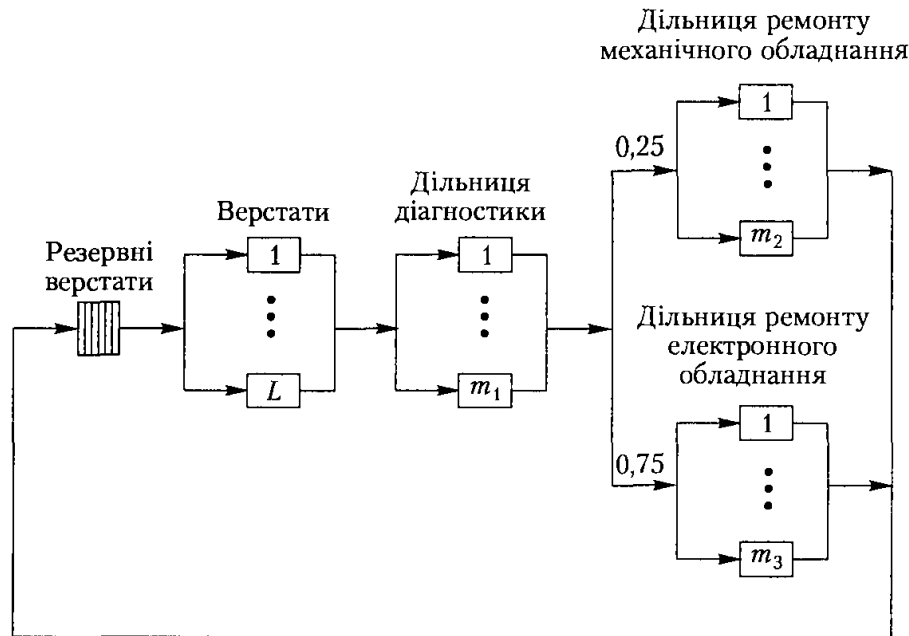 Дільниця ремонту
механічного обладнання
1
0,25
m₂
Дільниця
діагностики
Верстати
1
1
Резервні
верстати
L
m₁
Дільниця ремонту
електронного
обладнання
1
0,75
m₃